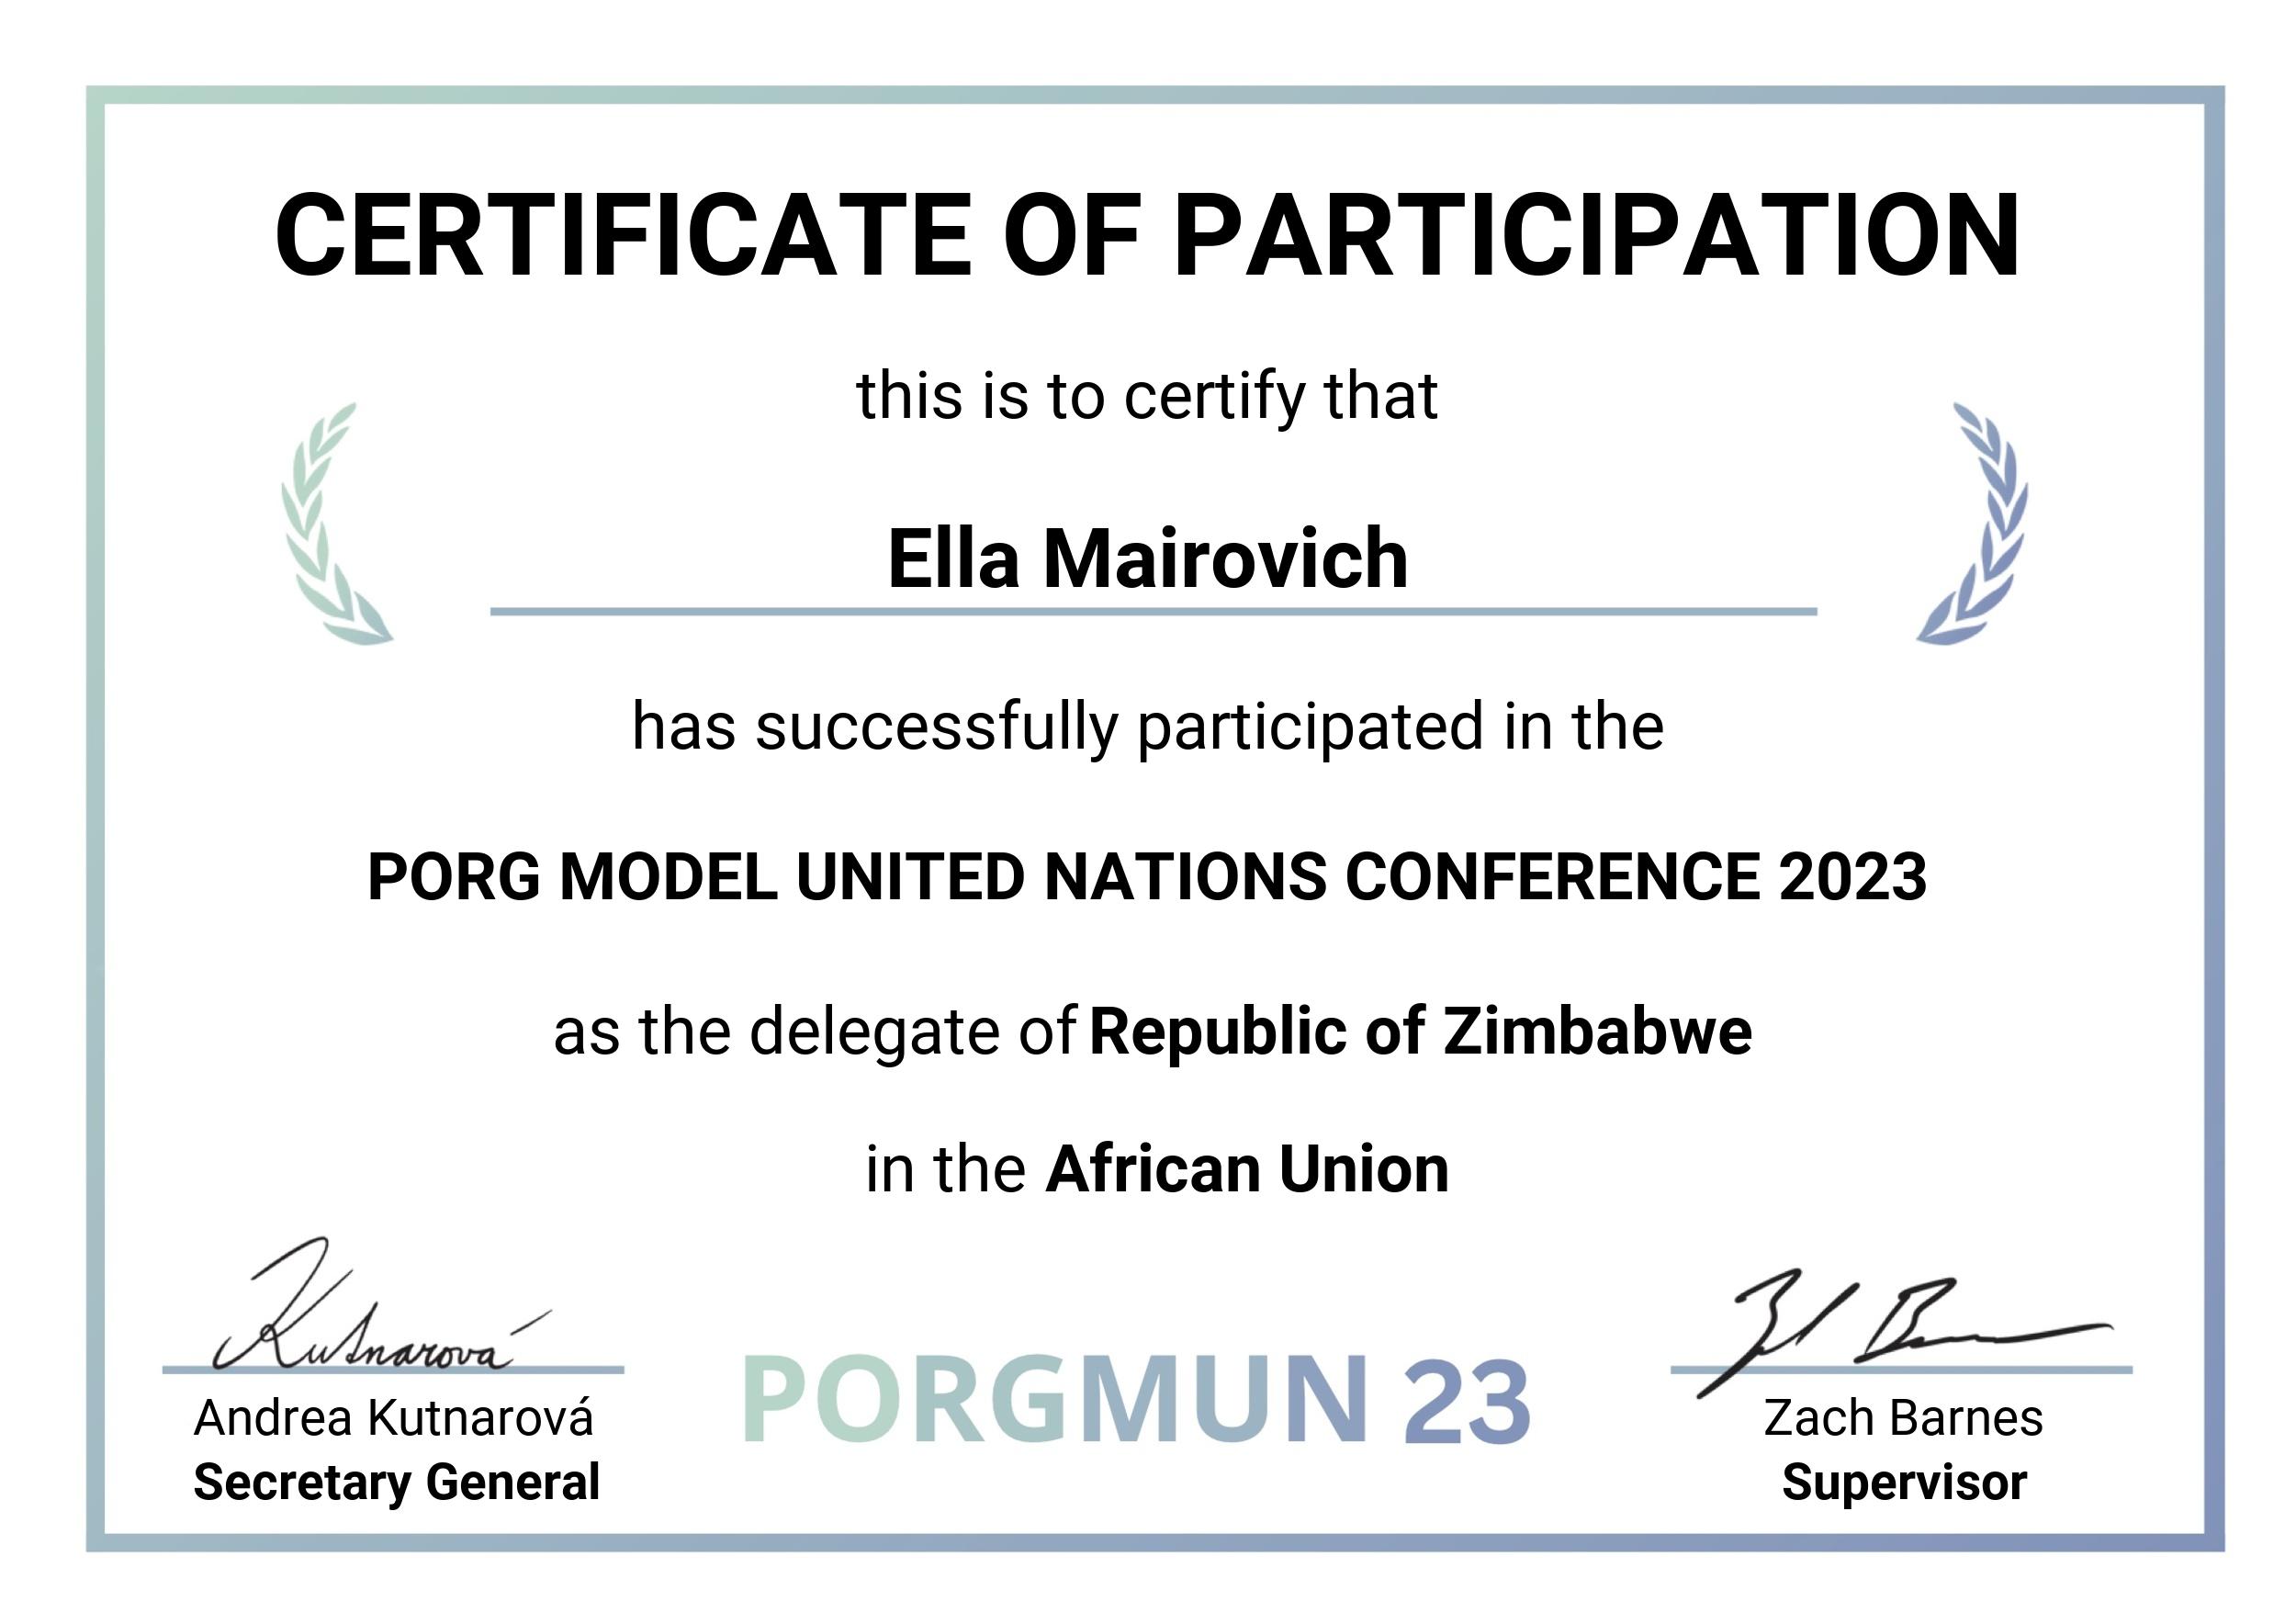 CERTIFICATE OF PARTICIPATION
this is to certify that
Ella Mairovich
has successfully participated in the
PORG MODEL UNITED NATIONS CONFERENCE 2023
as the delegate of Republic of Zimbabwe
in the African Union
Kutnarová
Andrea Kutnarová
Secretary General
PORGMUN 23
Zach Barnes
Supervisor